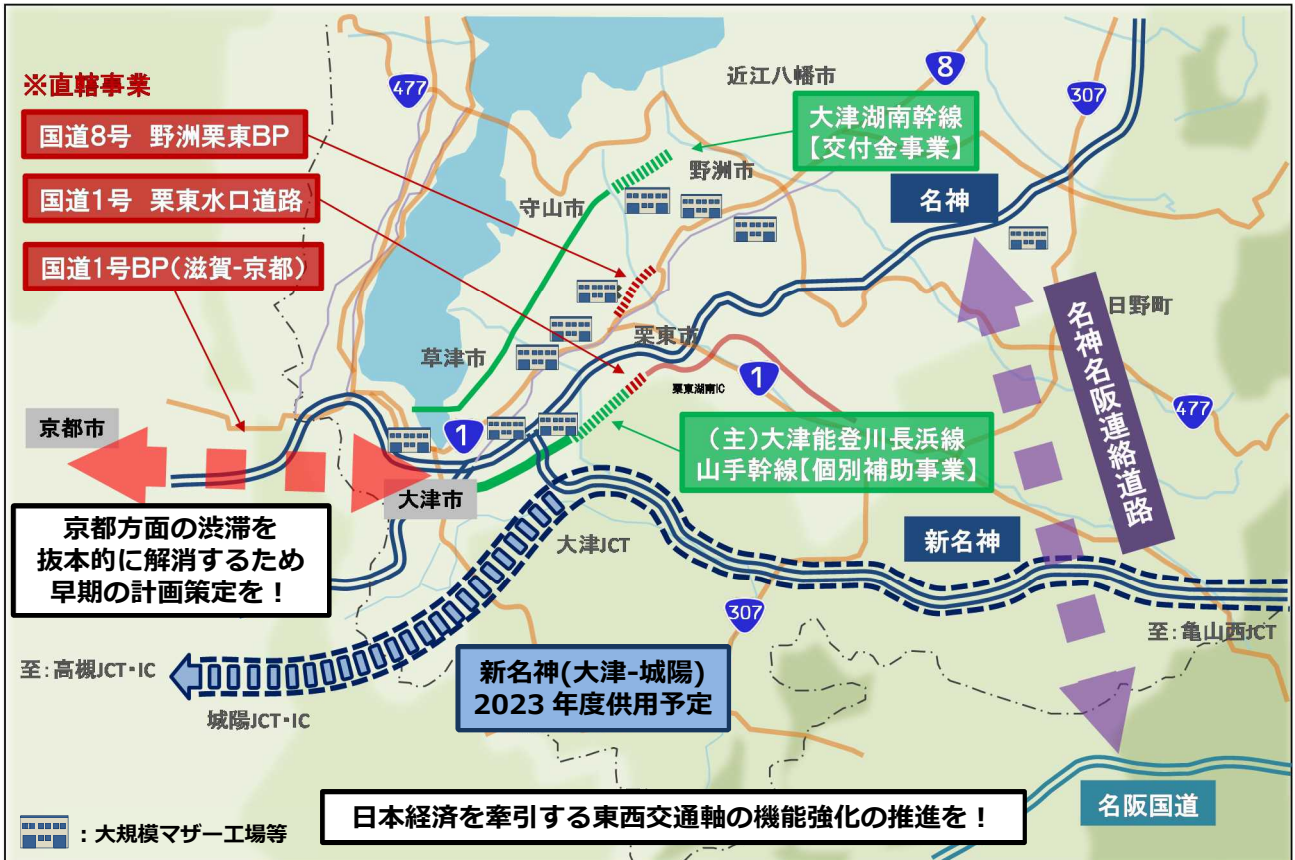 ※直轄事業
国道8号 野洲栗東BP
国道1号 栗東水口道路
国道1号BP(滋賀-京都)
477
近江八幡市
8
307
大津湖南幹線
【交付金事業】
野洲市
守山市
名神
日野町
名神名阪連絡道路
栗東市
草津市
栗東湖南IC
1
477
京都市
1
(主)大津能登川長浜線
山手幹線【個別補助事業】
大津市
京都方面の渋滞を
抜本的に解消するため
早期の計画策定を!
大津JCT
新名神
307
至:亀山西JCT
至:高槻JCT・IC
城陽JCT・IC
新名神(大津-城陽)
2023 年度供用予定
名阪国道
日本経済を牽引する東西交通軸の機能強化の推進を!
:大規模マザー工場等